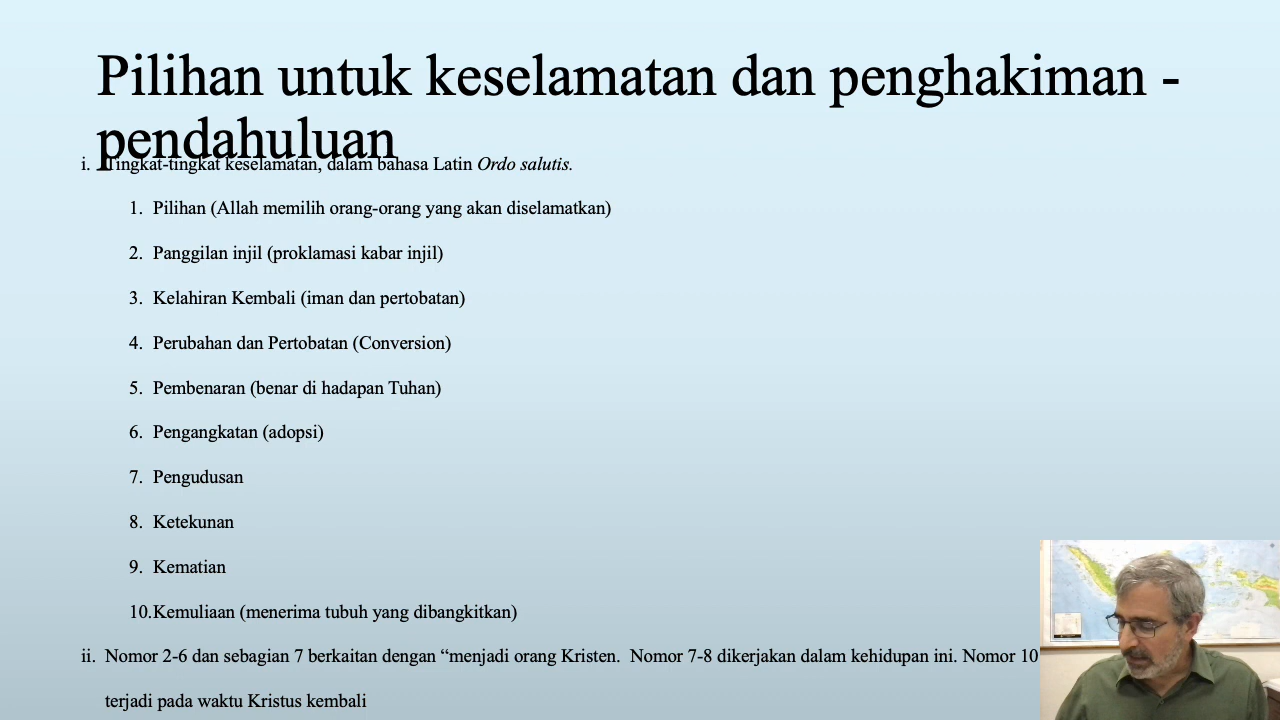 Pilihan untuk keselamatan dan penghakiman -
pendahuluan
i. Tingkat-tingkat keselamatan, dalam bahasa Latin Ordo salutis.
1. Pilihan (Allah memilih orang-orang yang akan diselamatkan)
2. Panggilan injil (proklamasi kabar injil)
3. Kelahiran Kembali (iman dan pertobatan)
4. Perubahan dan Pertobatan (Conversion)
5. Pembenaran (benar di hadapan Tuhan)
6. Pengangkatan (adopsi)
7. Pengudusan
8. Ketekunan
9. Kematian
10.Kemuliaan (menerima tubuh yang dibangkitkan)
ii. Nomor 2-6 dan sebagian 7 berkaitan dengan “menjadi orang Kristen. Nomor 7-8 dikerjakan dalam kehidupan ini. Nomor 10
terjadi pada waktu Kristus kembali